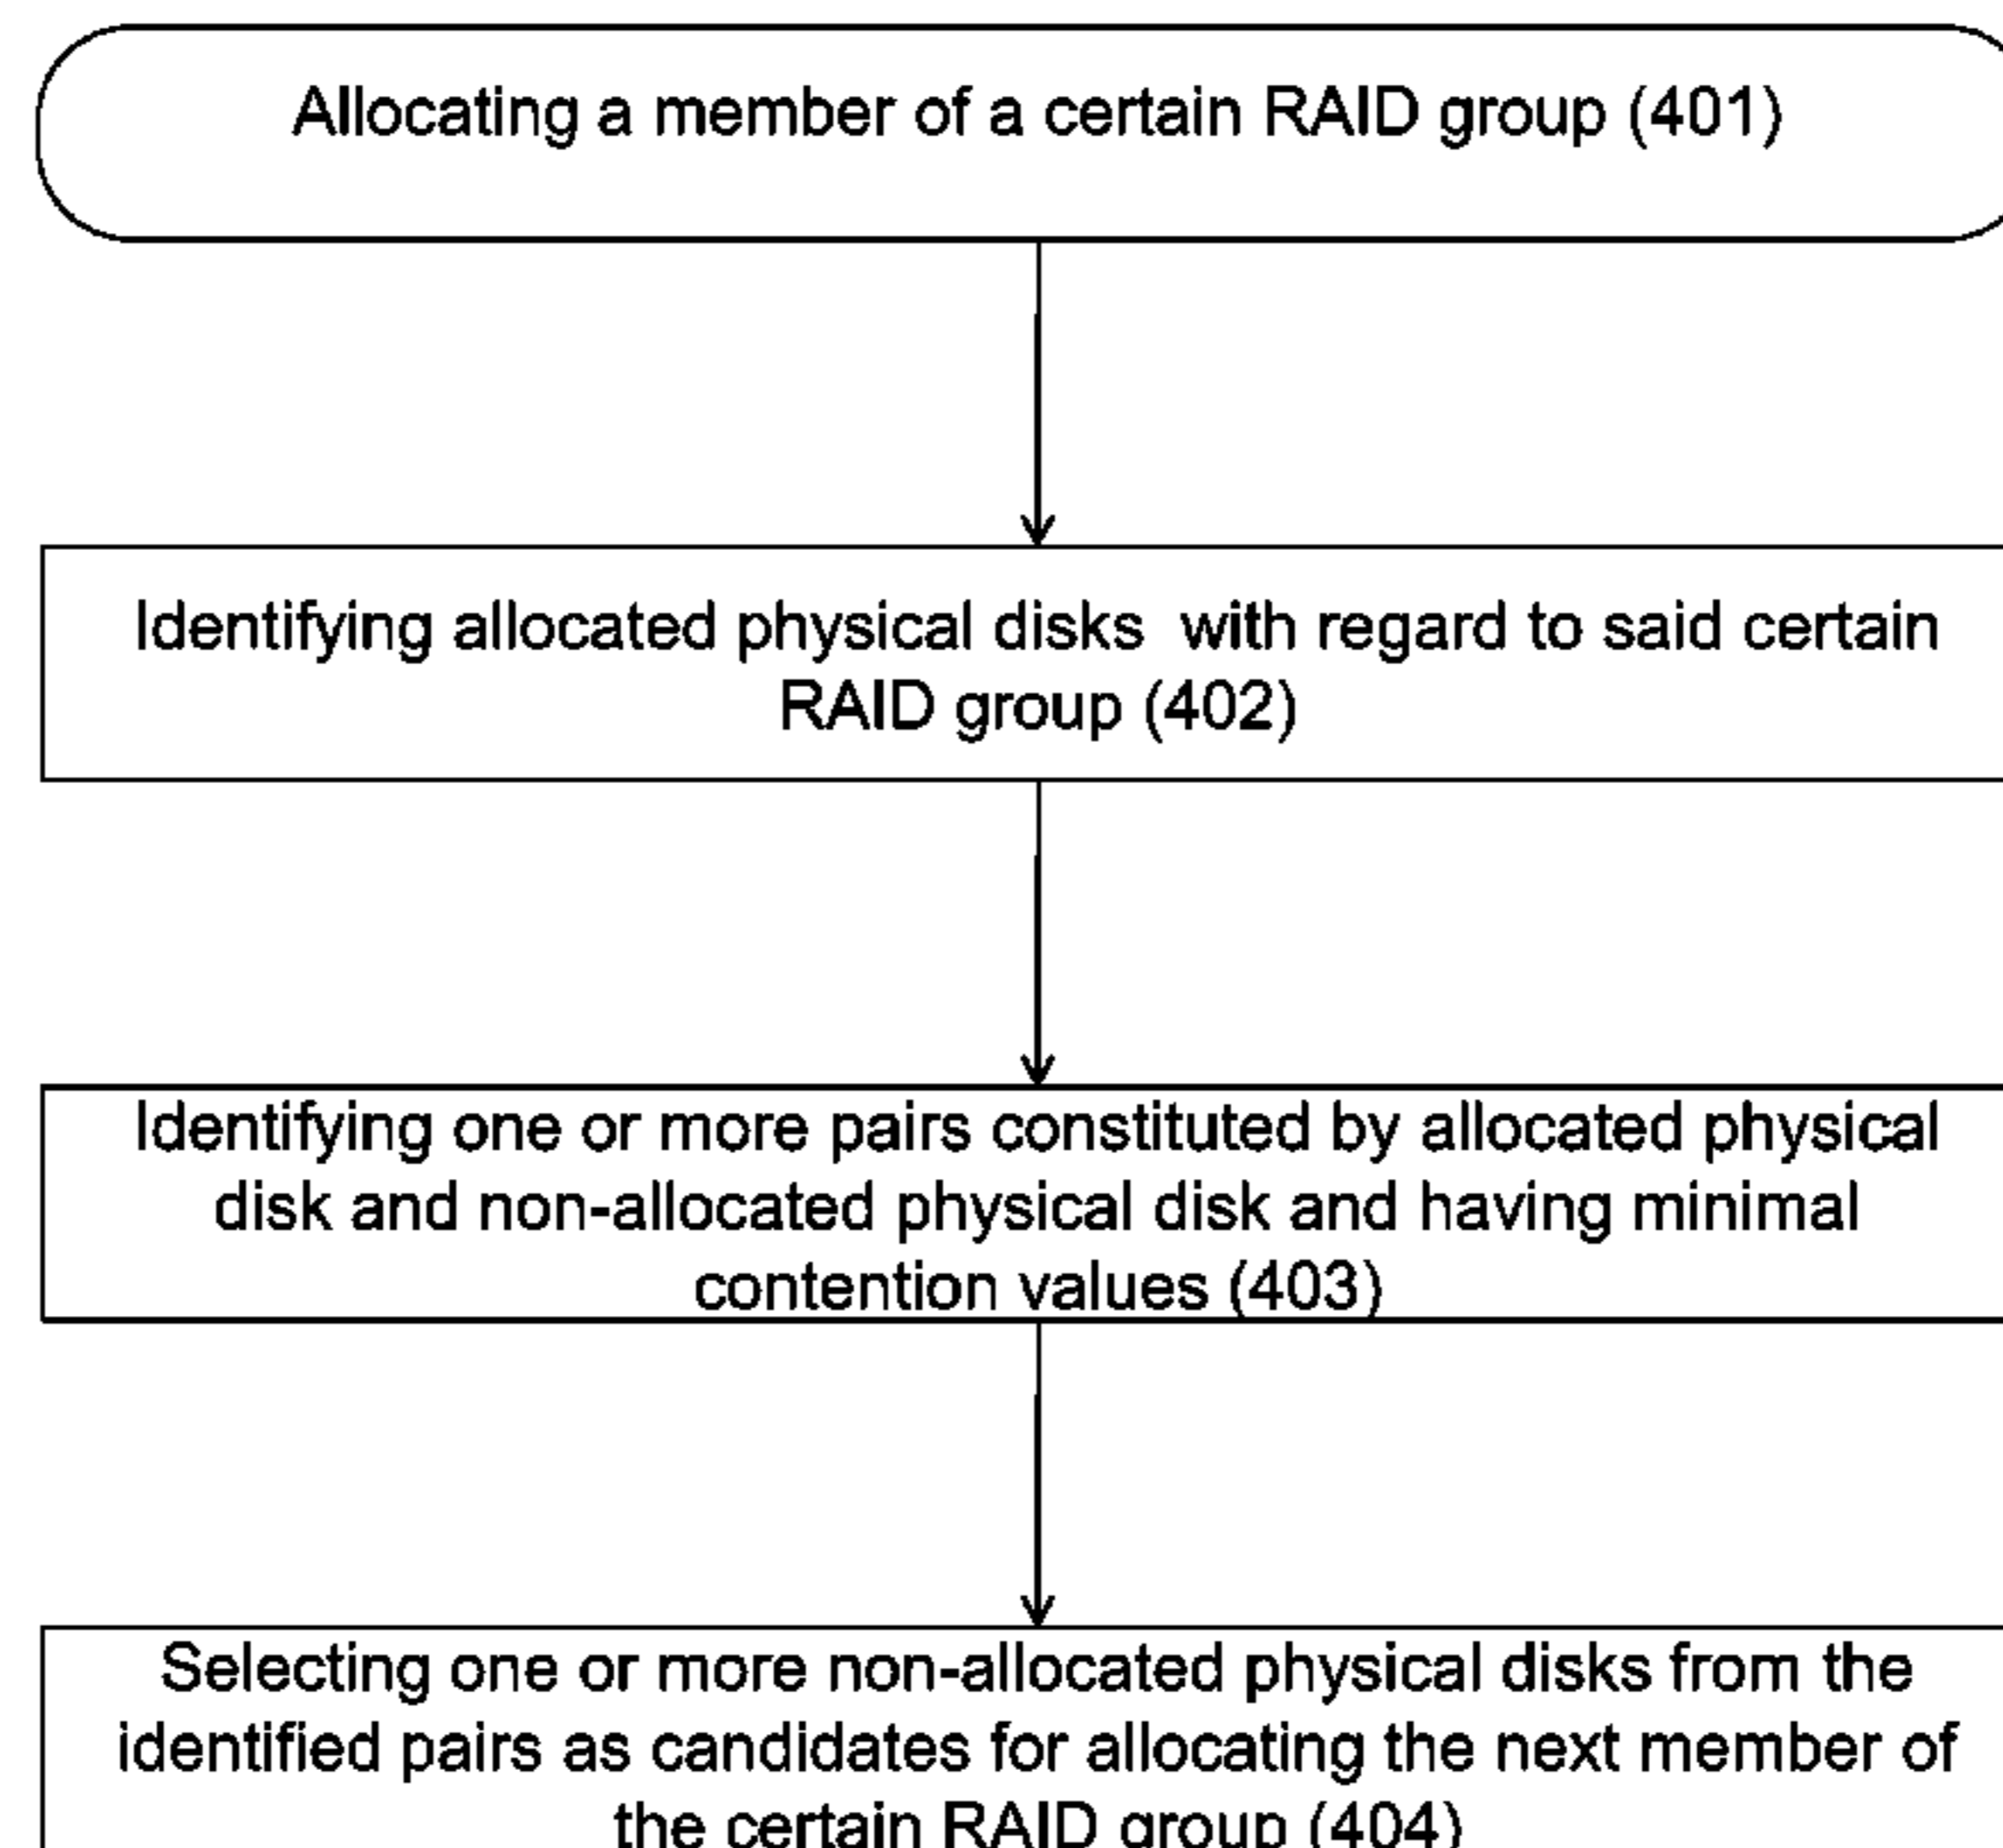 Allocating a member of a certain RAID group (401)
Identifying allocated physical disks with regard to said certain
RAID group (402)
Identifying one or more pairs constituted by allocated physical
disk and non-allocated physical disk and having minimal
contention values (403)
Selecting one or more non-allocated physical disks from the
identified pairs as candidates for allocating the next member of
the certain RAID group (404)